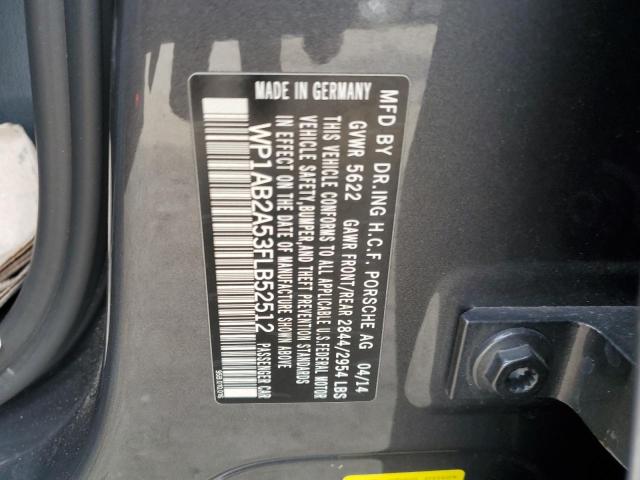 MADE IN GERMANY
MFD BY DR.ING H.C.F. PORSCHE AG 04/14
GVWR 5622 GAWR FRONT/REAR 2844/2954 LBS
THIS VEHICLE CONFORMS TO ALL APPLICABLE U.S.FEDERAL MOTOR
VEHICLE SAFETY,BUMPER,AND THEFT PREVENTION STANDARDS
IN EFFECT ON THE DATE OF MANUFACTURE SHOWN ABOVE
WP1AB2A53FLB52512 PASSENGER CAR